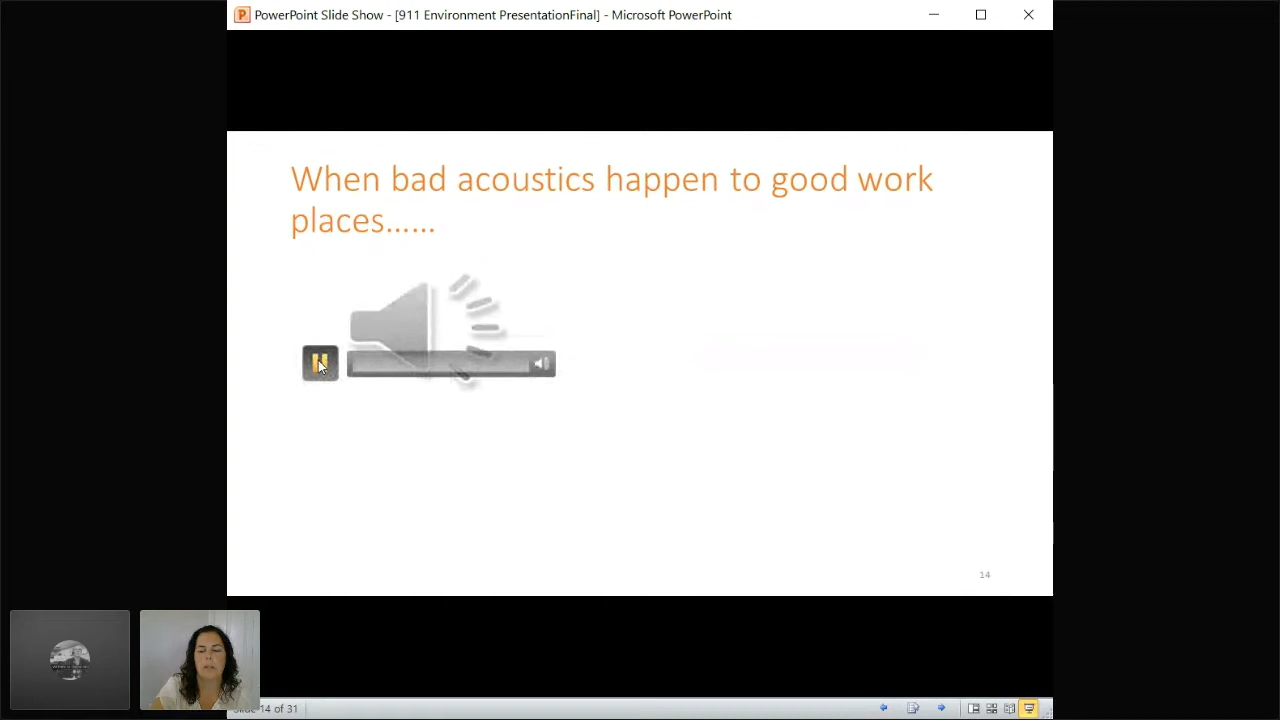 PowerPoint Slide Show - [911 Environment PresentationFinal] - Microsoft PowerPoint
When bad acoustics happen to good work
places......
14
Slide 14 of 31